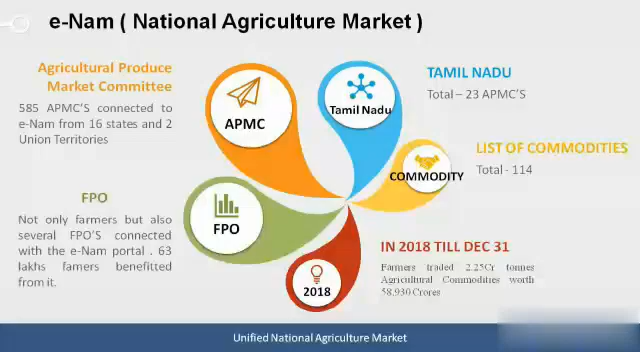 e-Nam ( National Agriculture Market )
Agricultural Produce
Market Committee
585 APMC'S connected to
e-Nam from 16 states and 2
Union Territories
APMC
Tamil Nadu
TAMIL NADU
Total – 23 APMC'S
COMMODITY
LIST OF COMMODITIES
Total - 114
FPO
Not only farmers but also
several FPO'S connected
with the e-Nam portal . 63
lakhs famers benefitted
from it.
FPO
2018
IN 2018 TILL DEC 31
Farmers traded 2.25Cr tonnes
Agricultural Commodities worth
58,930 Crores
Unified National Agriculture Market